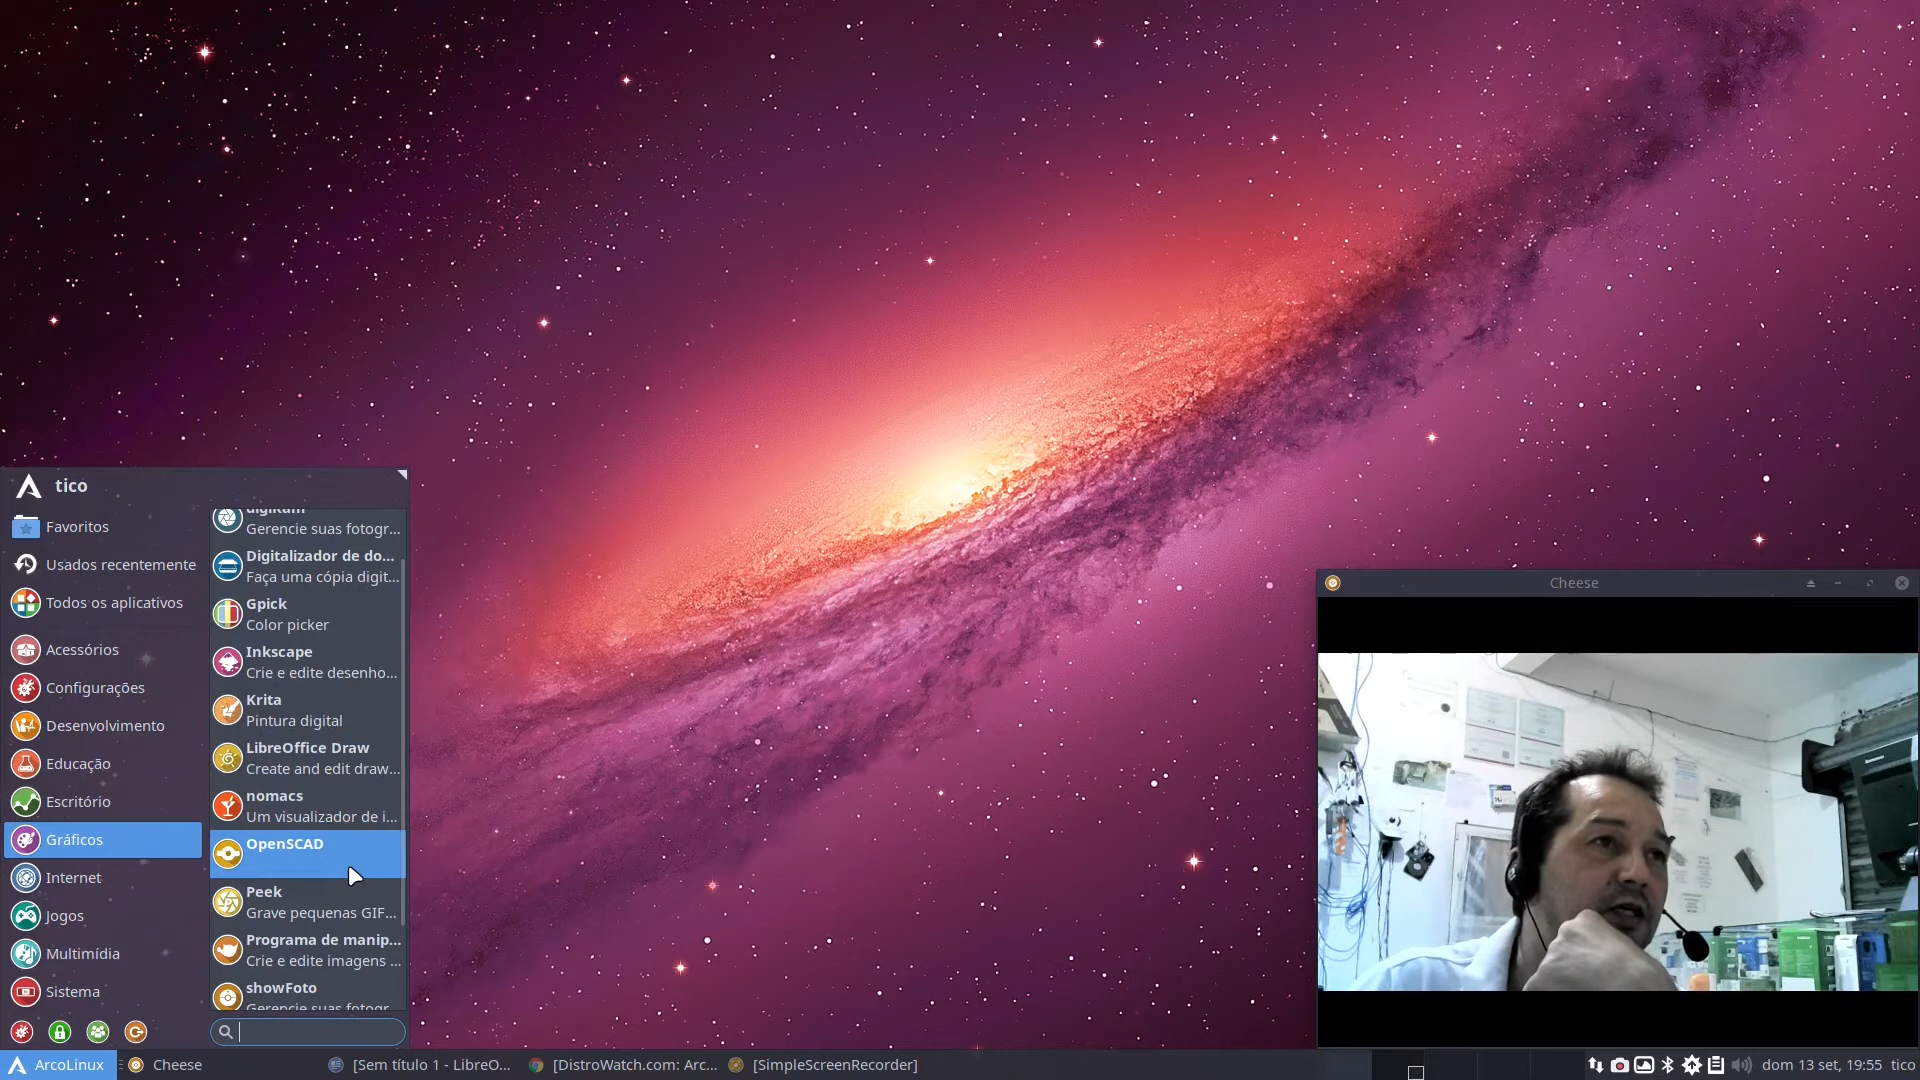 tico
Favoritos
Usados recentemente
Todos os aplicativos
Acessórios
Configurações
Desenvolvimento
Educação
Escritório
Gráficos
Internet
Jogos
Multimídia
Sistema
digiKam
Gerencie suas fotogr...
Digitalizador de do...
Faça uma cópia digit...
Gpick
Color picker
Inkscape
Crie e edite desenho...
Krita
Pintura digital
LibreOffice Draw
Create and edit draw...
nomacs
Um visualizador de i...
OpenSCAD
Peek
Grave pequenas GIF...
Programa de manip...
Crie e edite imagens ...
showFoto
Gerencie suas fotogr...
Cheese
ArcoLinux
Cheese
[Sem título 1 - LibreO...
[DistroWatch.com: Arc...
[SimpleScreenRecorder]
dom 13 set, 19:55
tico